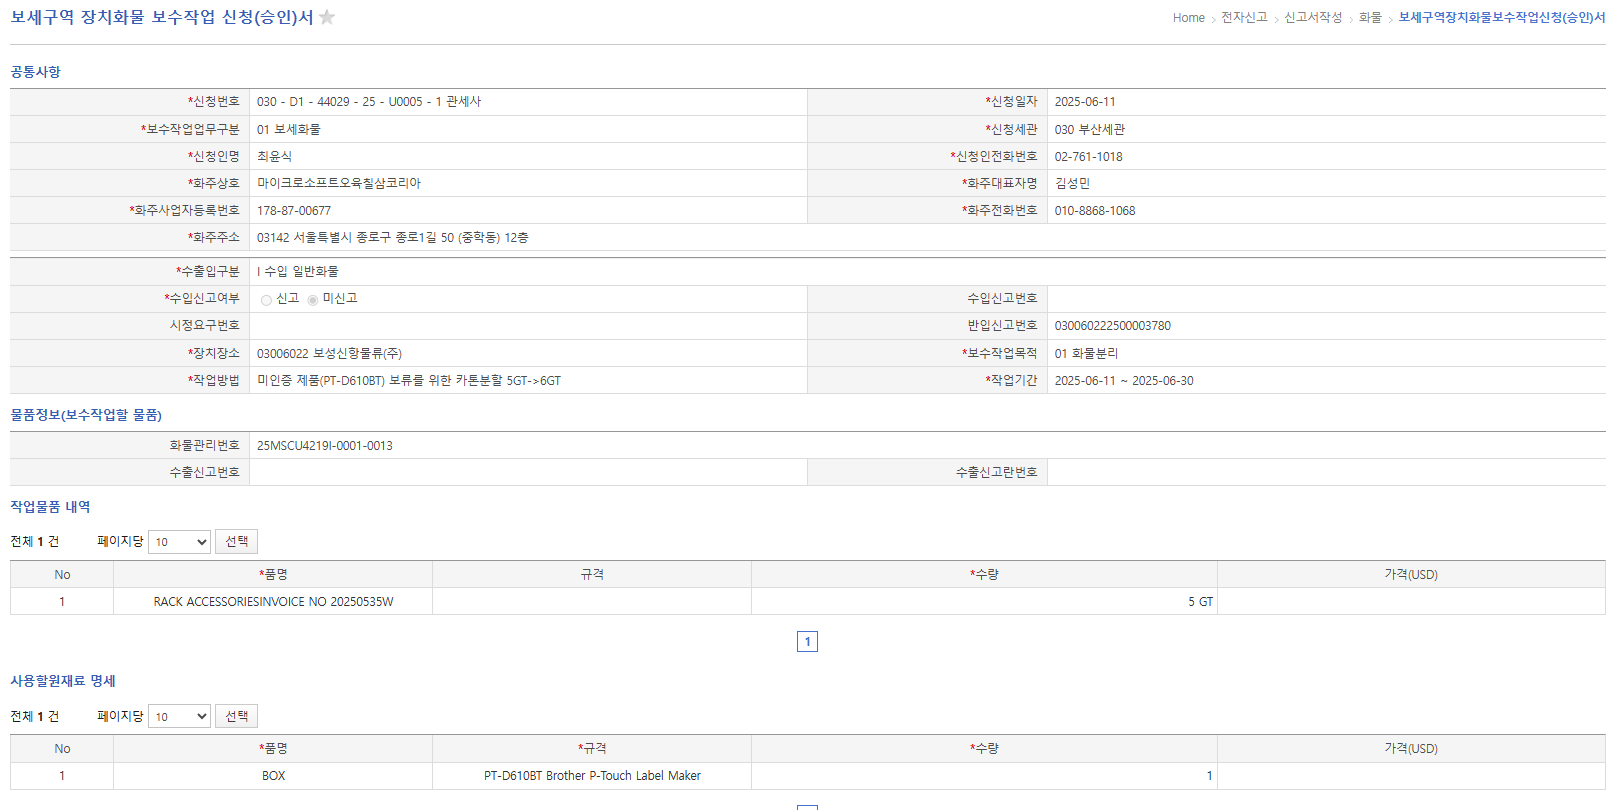 보세구역 장치화물 보수작업 신청(승인)서
Home > 전자신고 > 신고서작성 > 화물 > 보세구역장치화물보수작업신청(승인)서
공통사항
*신청번호 030 - D1 - 44029 - 25 - U0005 - 1 관세사 *신청일자 2025-06-11
*보수작업업무구분 01 보세화물 *신청세관 030 부산세관
*신청인명 최윤식 *신청인전화번호 02-761-1018
*화주상호 마이크로소프트오육칠삼코리아 *화주대표자명 김성민
*화주사업자등록번호 178-87-00677 *화주전화번호 010-8868-1068
*화주주소 03142 서울특별시 종로구 종로1길 50 (중학동) 12층
*수출입구분 I 수입 일반화물
*수입신고여부 신고 미신고 수입신고번호
시정요구번호 반입신고번호 030060222500003780
*장치장소 03006022 보성신항물류(주) *보수작업목적 01 화물분리
*작업방법 미인증 제품(PT-D610BT) 보류를 위한 카톤분할 5GT->6GT *작업기간 2025-06-11 ~ 2025-06-30
물품정보(보수작업할 물품)
화물관리번호 25MSCU4219I-0001-0013
수출신고번호 수출신고란번호
작업물품 내역
전체 1 건 페이지당 10 선택
No *품명 규격 *수량 가격(USD)
1 RACK ACCESSORIESINVOICE NO 20250535W 5 GT
1
사용할원재료 명세
전체 1 건 페이지당 10 선택
No *품명 *규격 *수량 가격(USD)
1 BOX PT-D610BT Brother P-Touch Label Maker 1